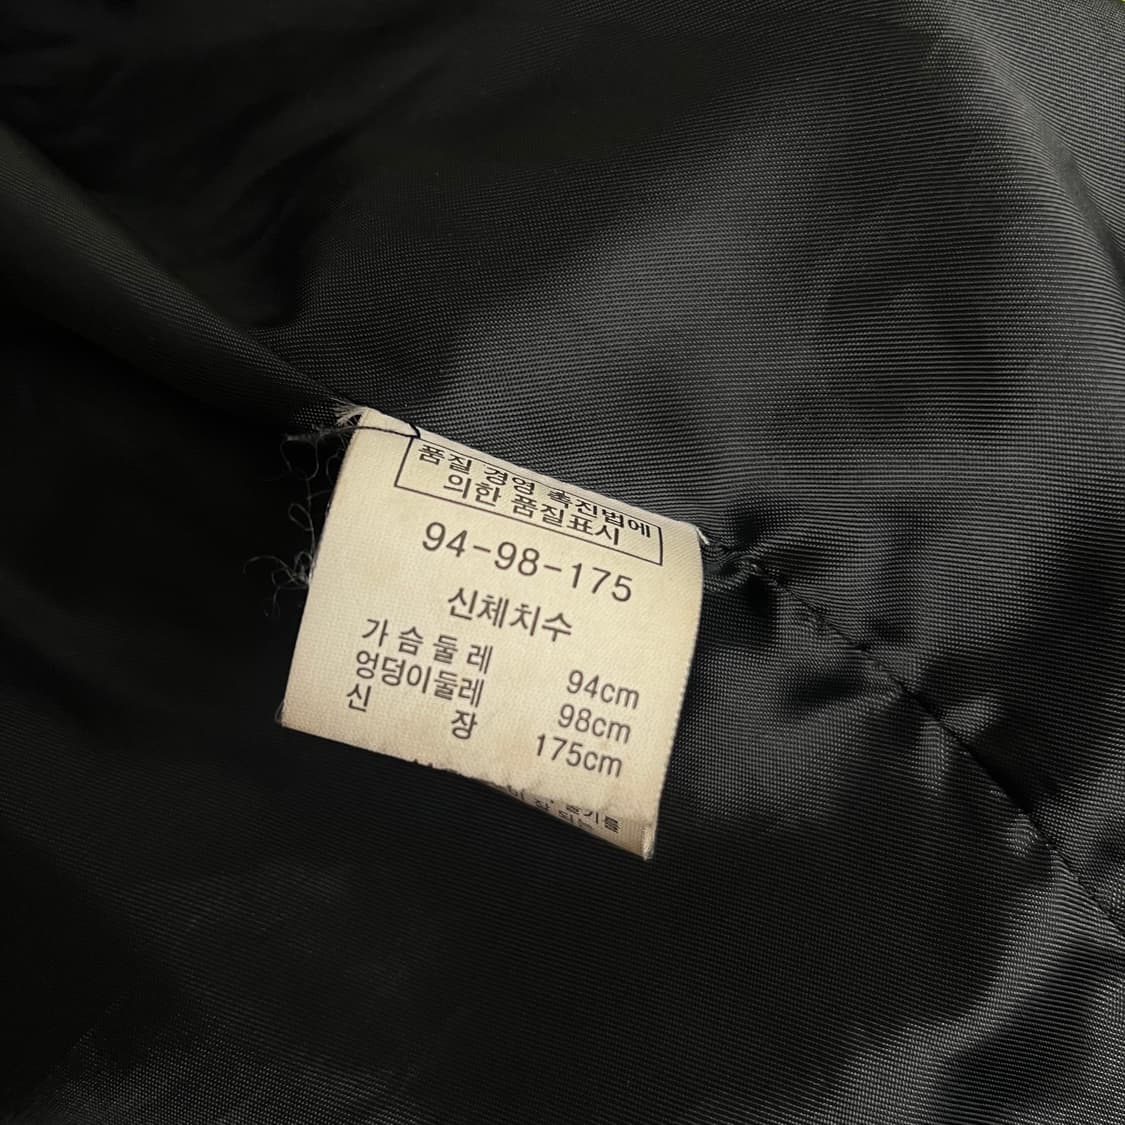 품질 경영 촉진법에
의한 품질표시
94-98-175
신체치수
가슴둘레 94cm
엉덩이둘레 98cm
신 장 175cm